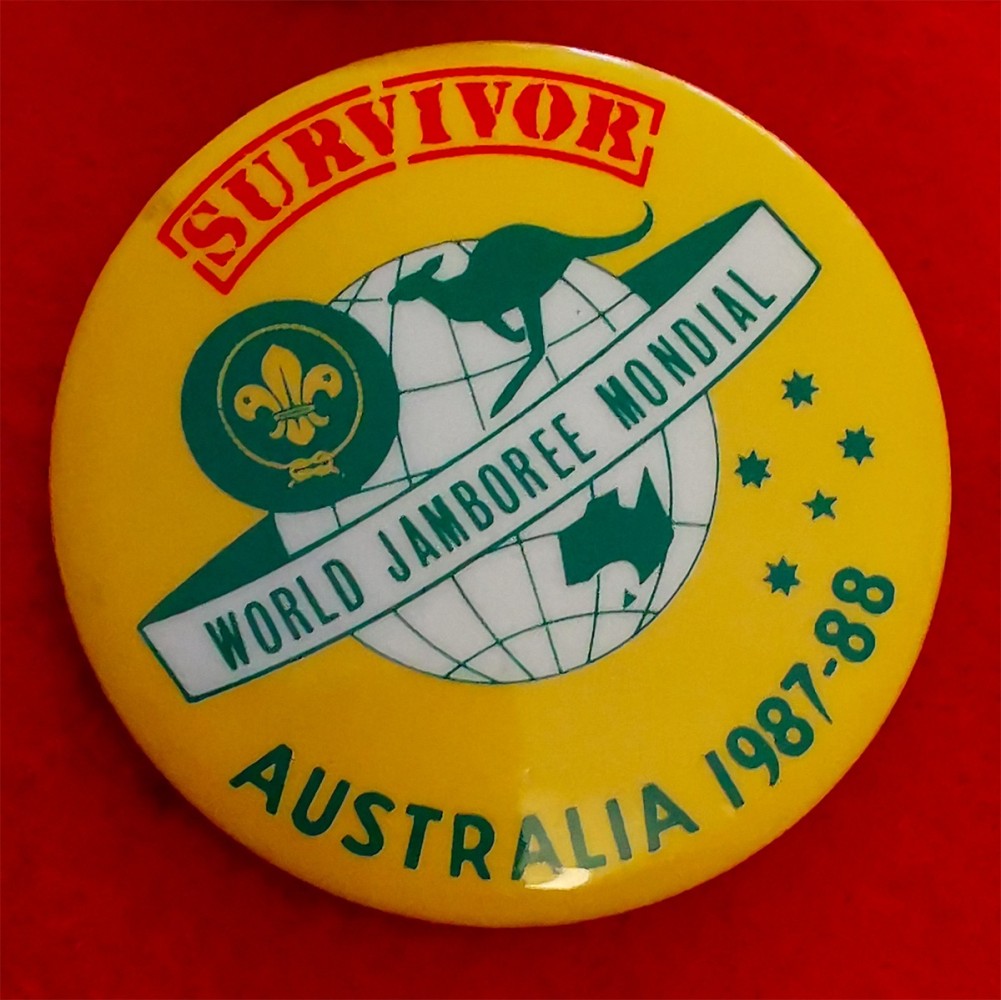 SURVIVOR
WORLD JAMBOREE MONDIAL
AUSTRALIA 1987-88